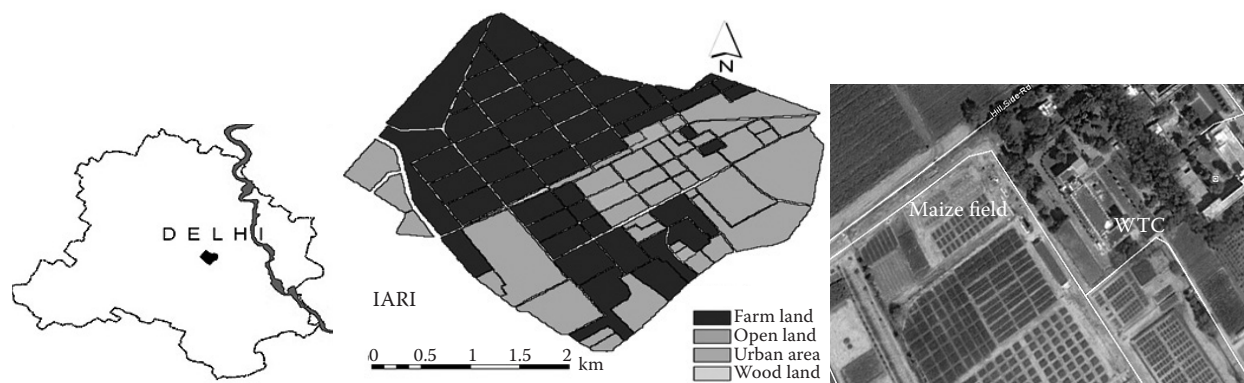 DELHI
N
IARI
Farm land
Open land
Urban area
Wood land
0 0.5 1 1.5 2 km
Hill Side Rd
Maize field
WTC